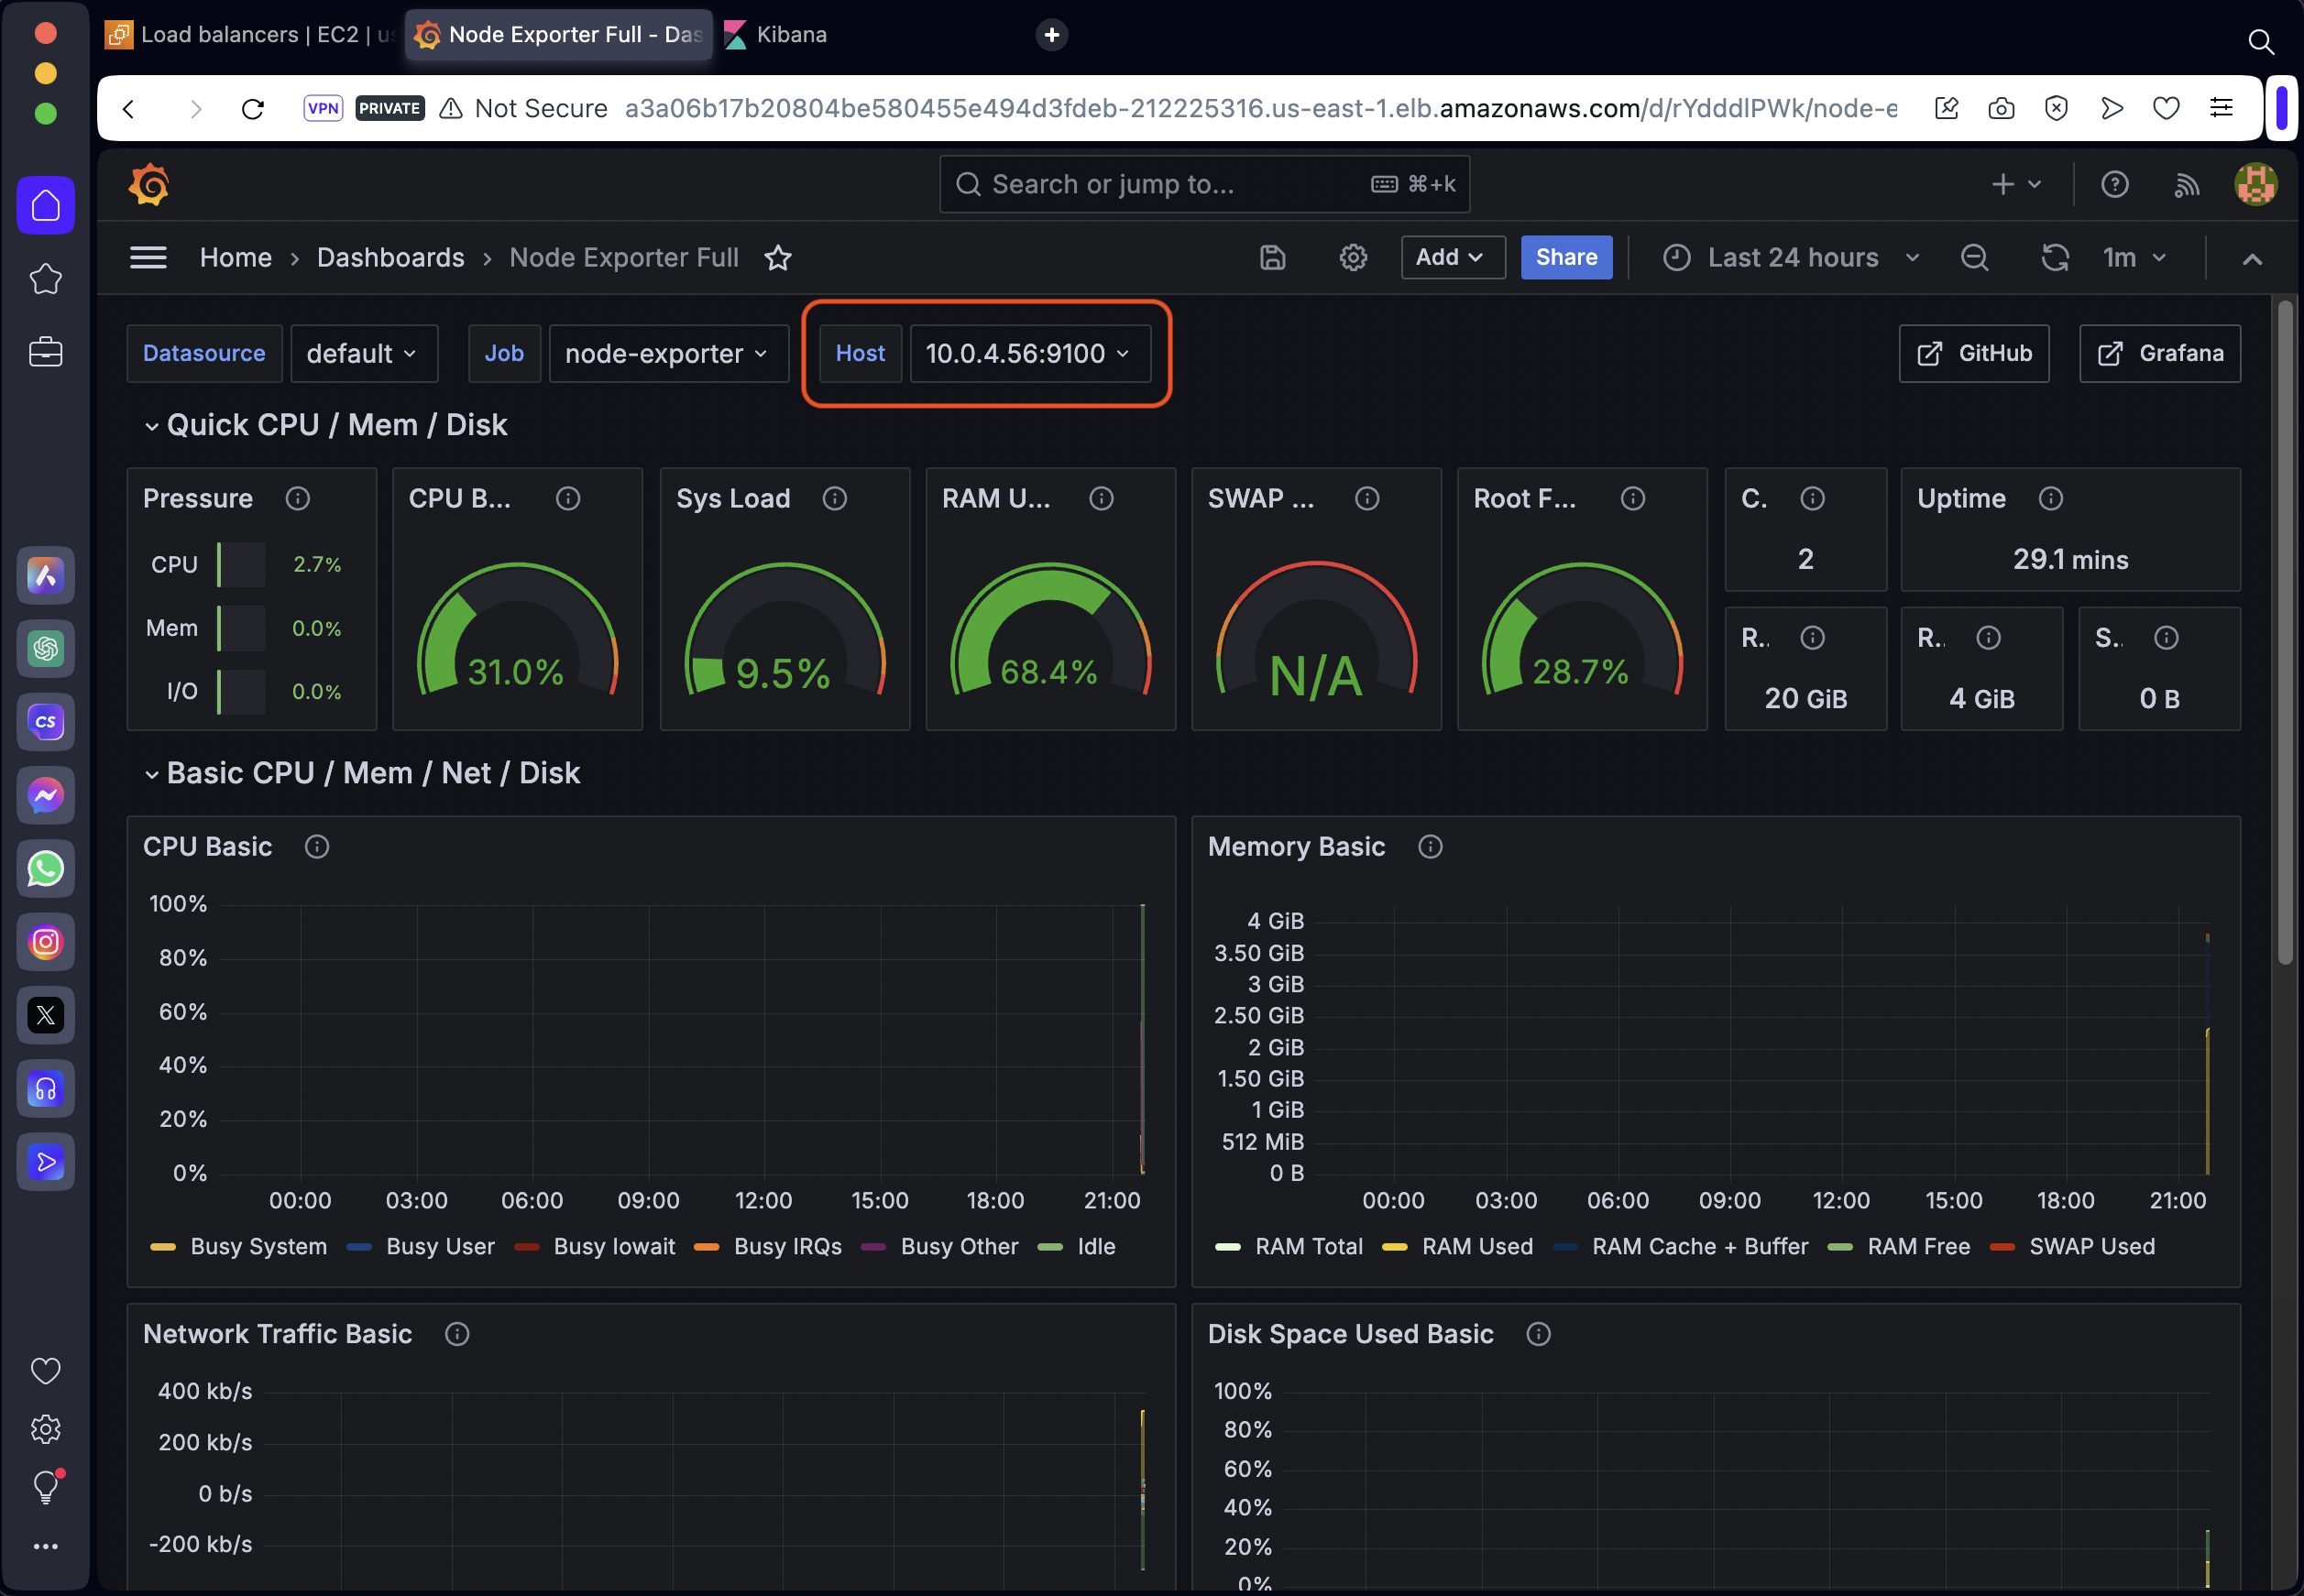 Load balancers | EC2 | us
Node Exporter Full - Das
Kibana
VPN PRIVATE Not Secure a3a06b17b20804be580455e494d3fdeb-212225316.us-east-1.elb.amazonaws.com/d/rYdddlPWk/node-e
Search or jump to... ⌘+k
Home › Dashboards › Node Exporter Full
Add Share Last 24 hours 1m
Datasource default Job node-exporter Host 10.0.4.56:9100 GitHub Grafana
Quick CPU / Mem / Disk
Pressure
CPU 2.7%
Mem 0.0%
I/O 0.0%
CPU B...
31.0%
Sys Load
9.5%
RAM U...
68.4%
SWAP ...
N/A
Root F...
28.7%
C.
2
Uptime
29.1 mins
R..
20 GiB
R..
4 GiB
S..
0 B
Basic CPU / Mem / Net / Disk
CPU Basic
100%
80%
60%
40%
20%
0%
00:00 03:00 06:00 09:00 12:00 15:00 18:00 21:00
Busy System Busy User Busy Iowait Busy IRQs Busy Other Idle
Memory Basic
4 GiB
3.50 GiB
3 GiB
2.50 GiB
2 GiB
1.50 GiB
1 GiB
512 MiB
0 B
00:00 03:00 06:00 09:00 12:00 15:00 18:00 21:00
RAM Total RAM Used RAM Cache + Buffer RAM Free SWAP Used
Network Traffic Basic
400 kb/s
200 kb/s
0 b/s
-200 kb/s
Disk Space Used Basic
100%
80%
60%
40%
20%
0%
CS